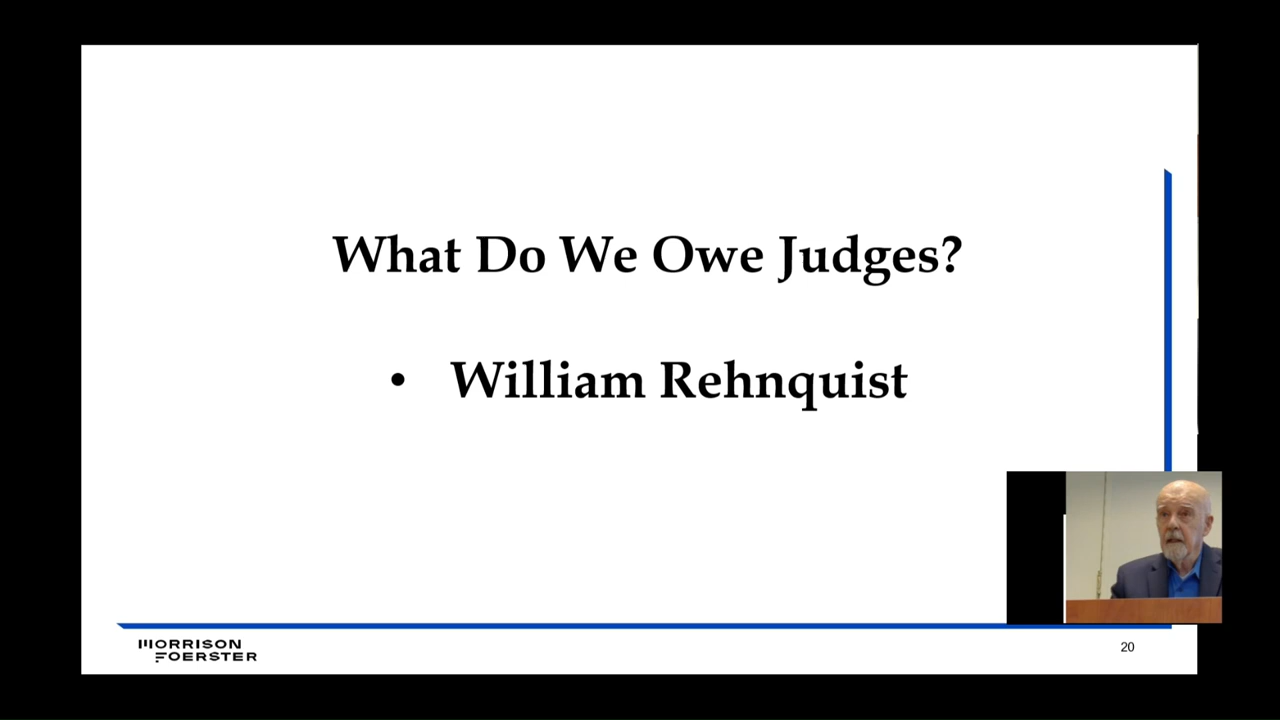 What Do We Owe Judges?
• William Rehnquist
MORRISON
FOERSTER
20